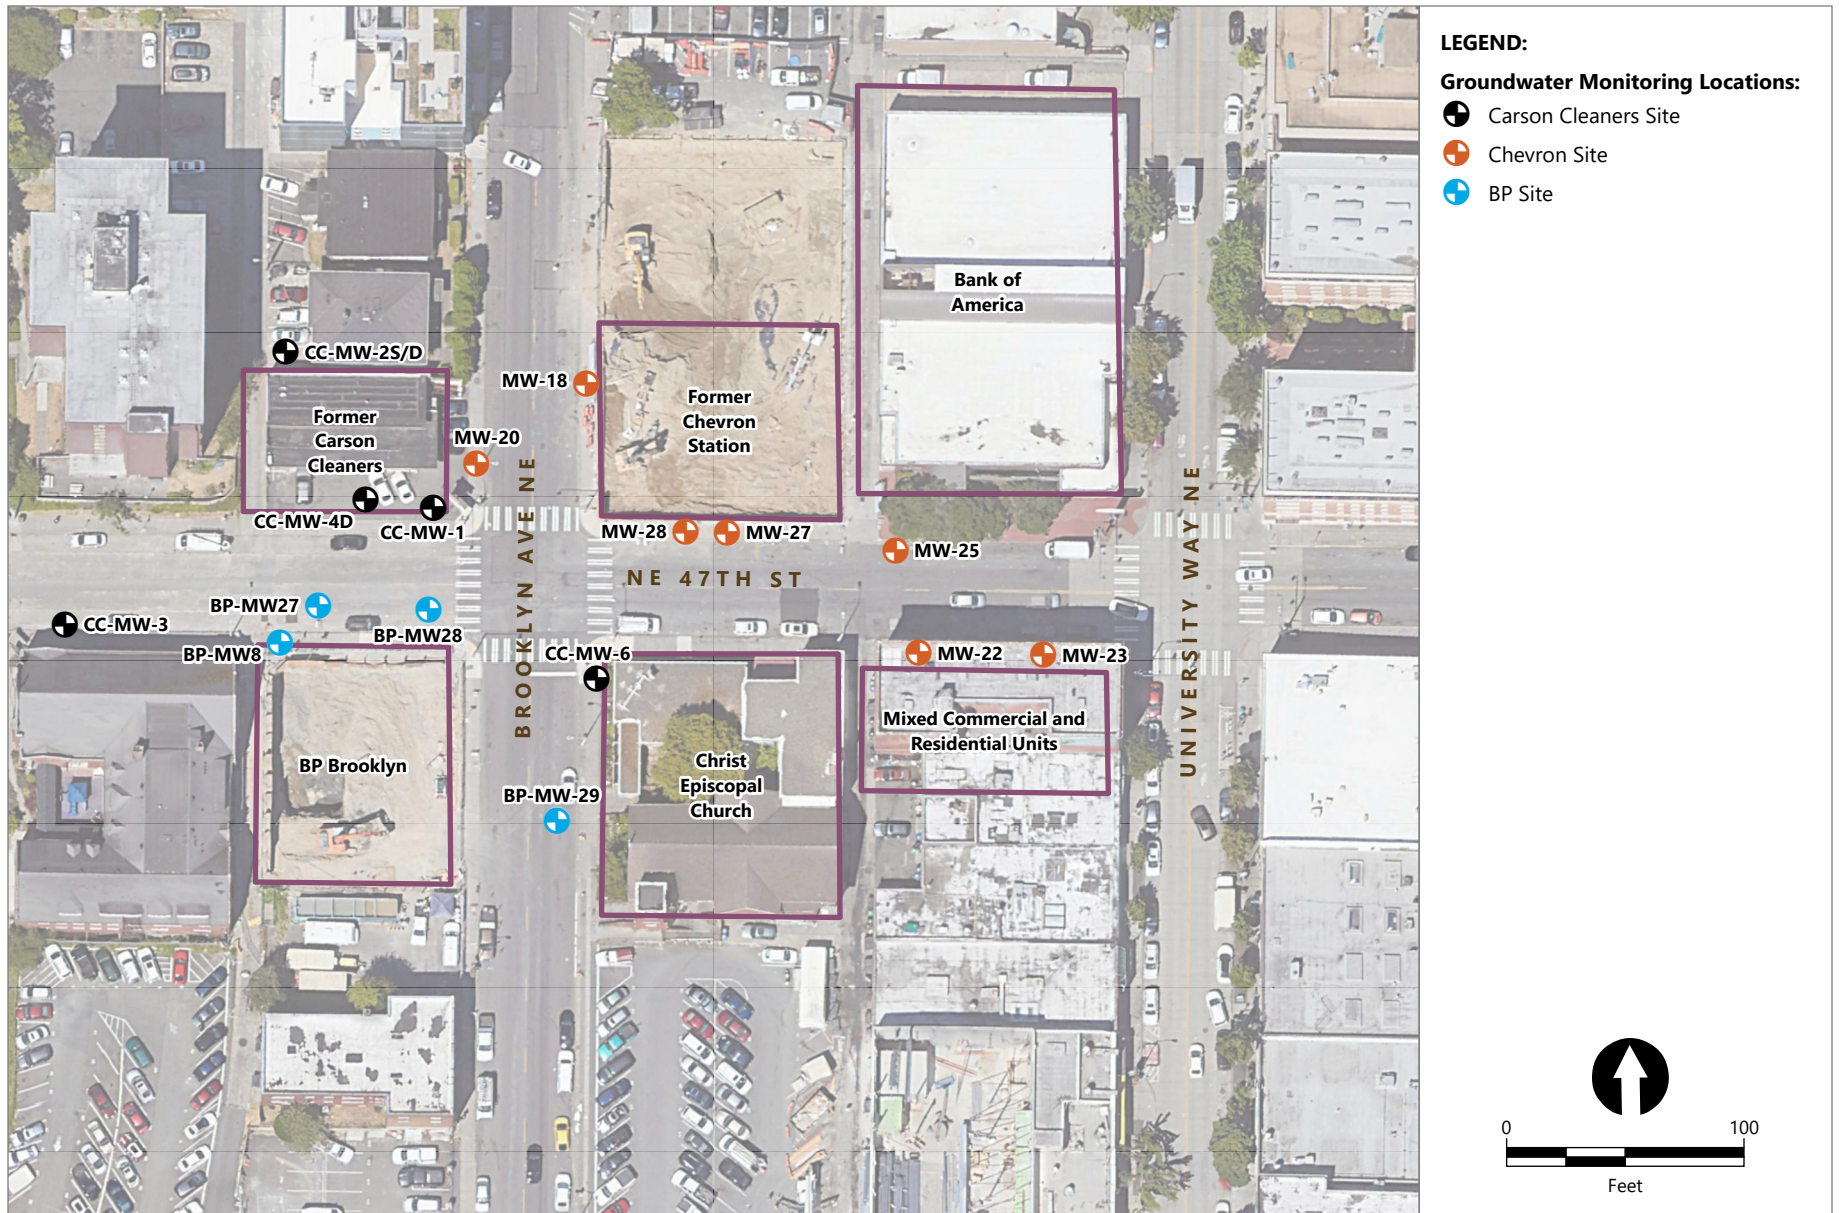 LEGEND:
Groundwater Monitoring Locations:
Carson Cleaners Site
Chevron Site
BP Site
Bank of
America
CC-MW-2S/D
MW-18
Former
Chevron
Station
Former
Carson
Cleaners
MW-20
CC-MW-4D
CC-MW-1
MW-28
MW-27
MW-25
BROOKLYN AVE NE
NE 47TH ST
UNIVERSITY WAY NE
BP-MW27
CC-MW-3
BP-MW28
BP-MW8
CC-MW-6
MW-22
MW-23
Mixed Commercial and
Residential Units
BP Brooklyn
Christ
Episcopal
Church
BP-MW-29
0
100
Feet